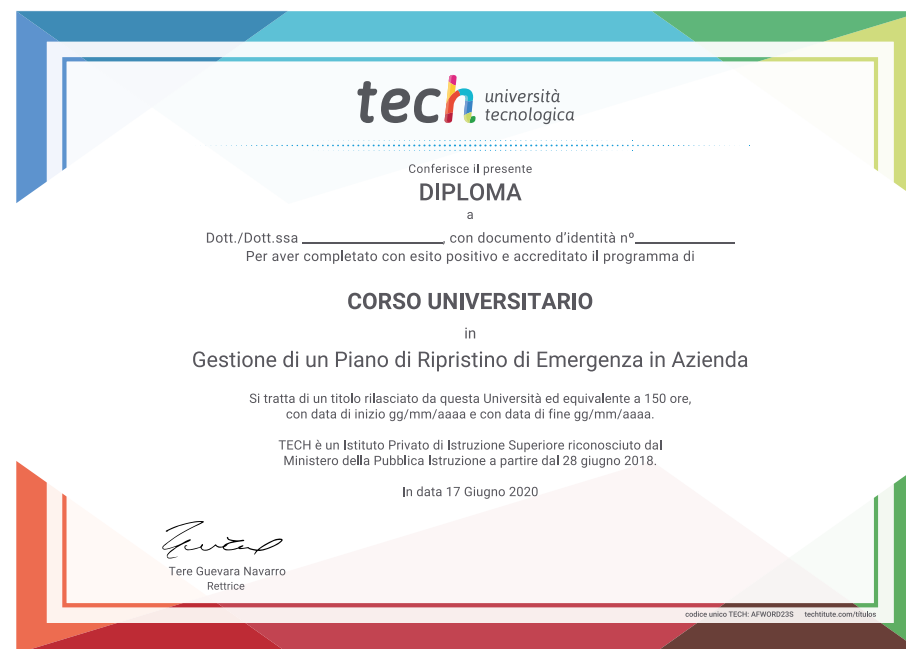 tech università
tecnologica
Conferisce il presente
DIPLOMA
a
Dott./Dott.ssa ____________________, con documento d'identità nº______________
Per aver completato con esito positivo e accreditato il programma di
CORSO UNIVERSITARIO
in
Gestione di un Piano di Ripristino di Emergenza in Azienda
Si tratta di un titolo rilasciato da questa Università ed equivalente a 150 ore,
con data di inizio gg/mm/aaaa e con data di fine gg/mm/aaaa.
TECH è un Istituto Privato di Istruzione Superiore riconosciuto dal
Ministero della Pubblica Istruzione a partire dal 28 giugno 2018.
In data 17 Giugno 2020
Tere Guevara Navarro
Rettrice
codice unico TECH: AFWORD23S techtitute.com/titulos